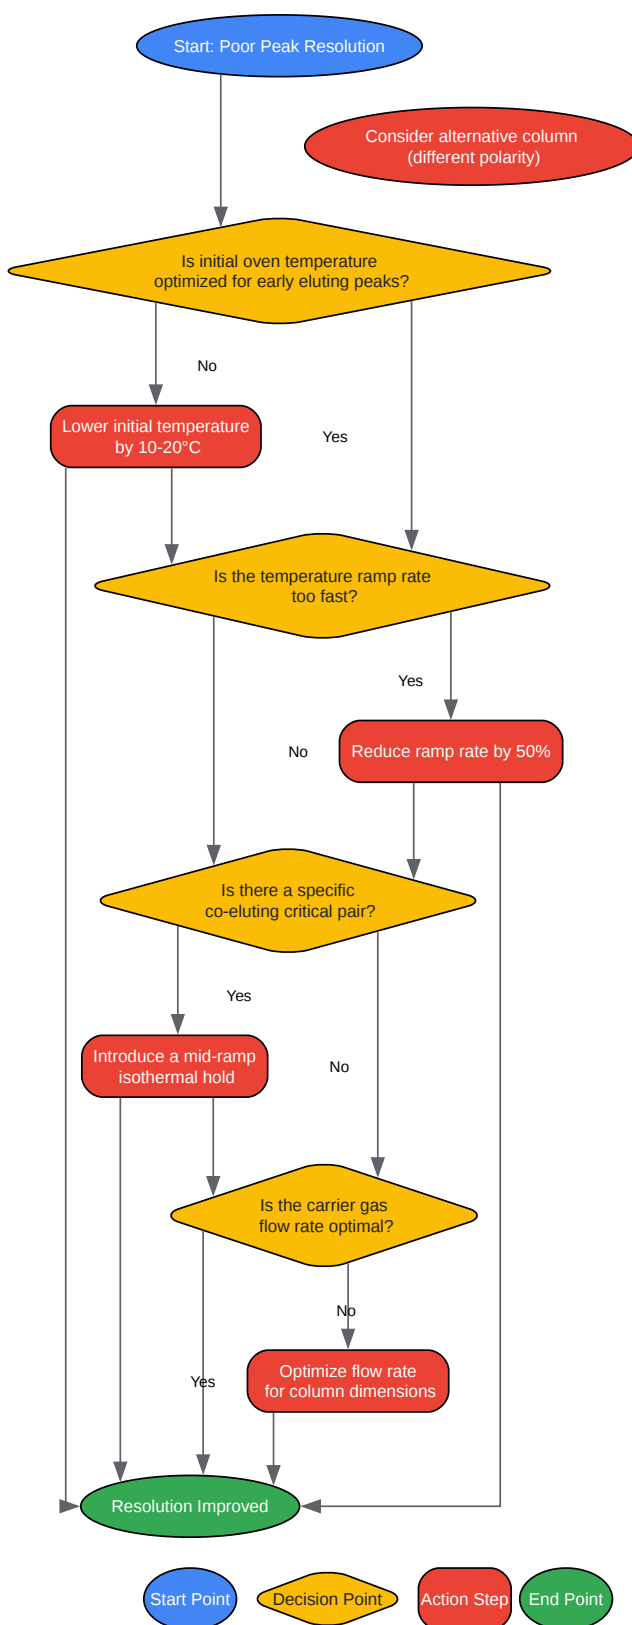 Start: Poor Peak Resolution
Consider alternative column
(different polarity)
Is initial oven temperature
optimized for early eluting peaks?
No
Lower initial temperature
by 10-20°C
Yes
Is the temperature ramp rate
too fast?
Yes
No
Reduce ramp rate by 50%
Is there a specific
co-eluting critical pair?
Yes
Introduce a mid-ramp
isothermal hold
No
Is the carrier gas
flow rate optimal?
No
Optimize flow rate
for column dimensions
Yes
Resolution Improved
Start Point
Decision Point
Action Step
End Point